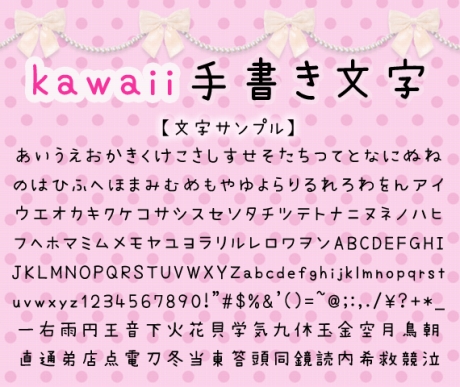 kawaii 手書き文字
【文字サンプル】
あいうえおかきくけこさしすせそたちつてとなにぬね
のはひふへほまみむめもやゆよらりるれろわをんアイ
ウエオカキクケコサシスセソタチツテトナニヌネノハヒ
フヘホマミムメモヤユヨラリルレロワヲンABCDEFGHI
JKLMNOPQRSTUVWXYZabcdefghijklmnopqrst
uvwxyz1234567890!"#$%&'()=~@;:,./¥?+*_
一右雨円王音下火花貝学気九休玉金空月鳥朝
直通弟店点電刀冬当東答頭同鏡読内希救競泣